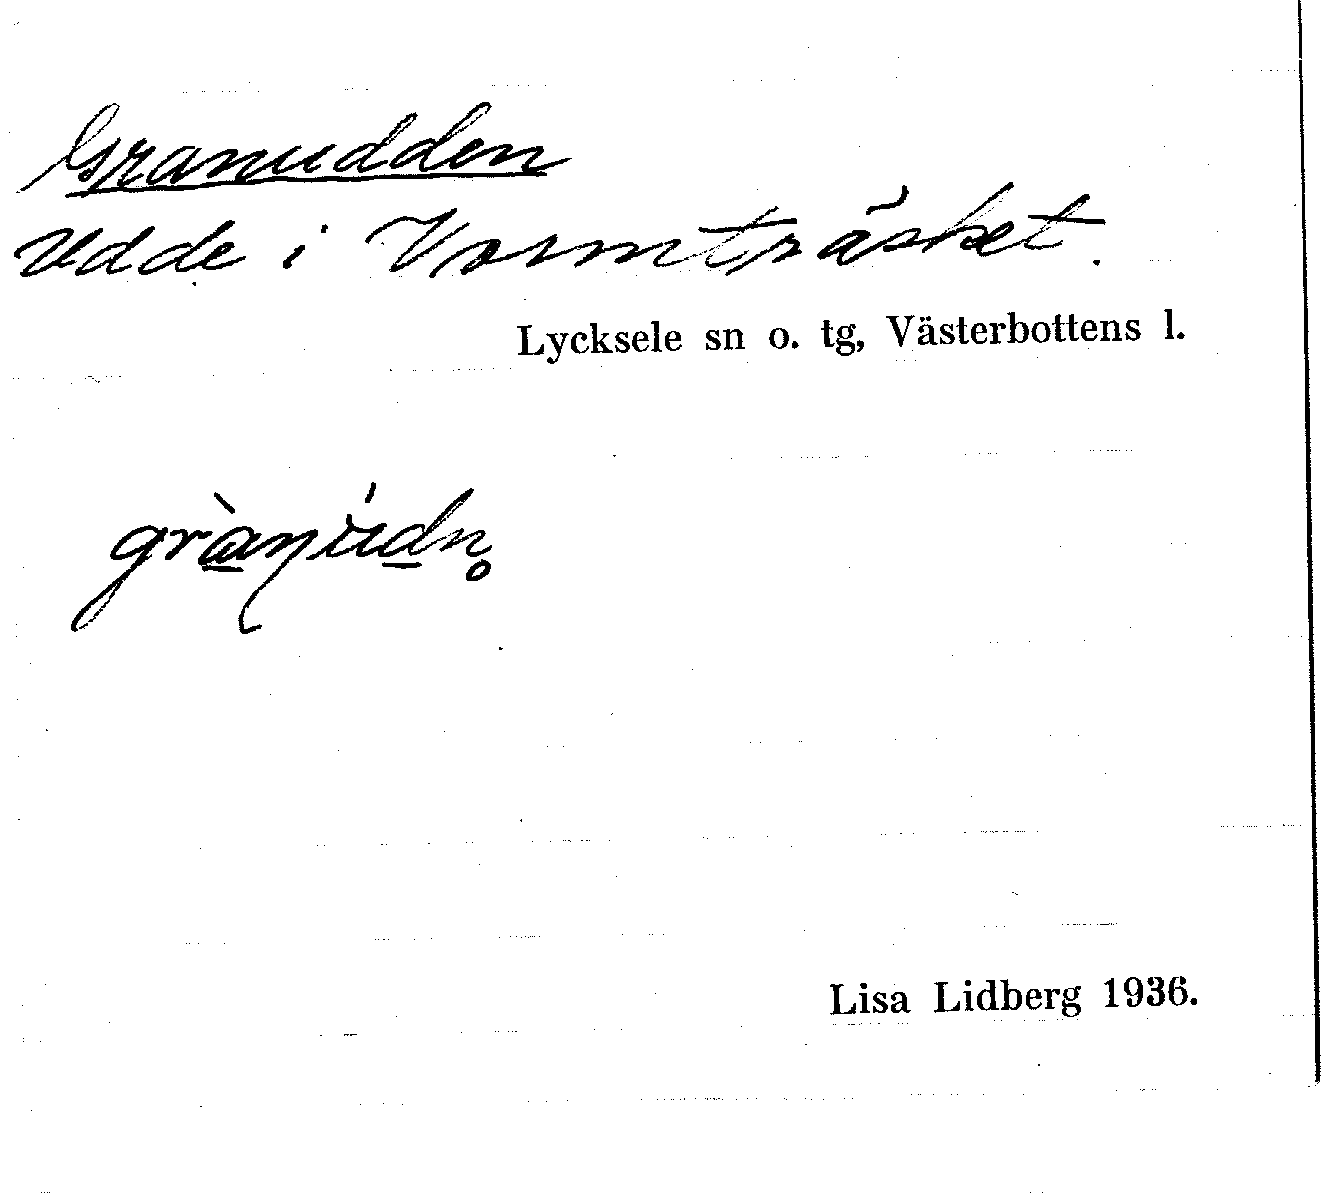 Granudden
Udde i Vormträsket.
Lycksele sn o. tg, Västerbottens l.
Lisa Lidberg 1936.